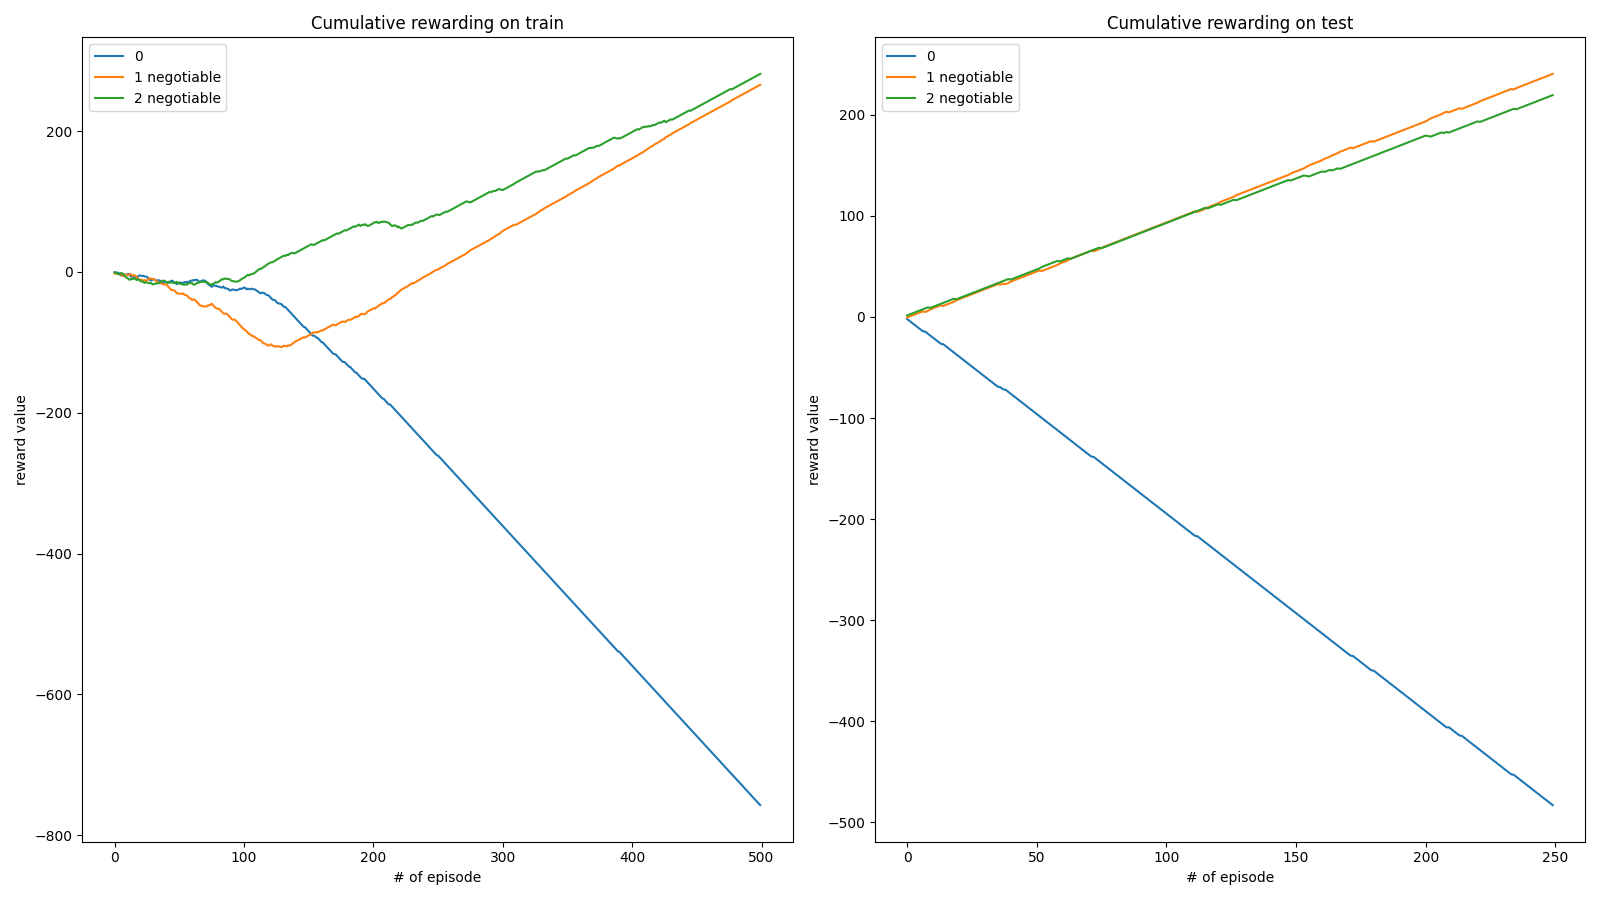 Cumulative rewarding on train
0
1 negotiable
2 negotiable
200
0
−200
−400
−600
−800
reward value
0 100 200 300 400 500
# of episode
Cumulative rewarding on test
0
1 negotiable
2 negotiable
200
100
0
−100
−200
−300
−400
−500
reward value
0 50 100 150 200 250
# of episode